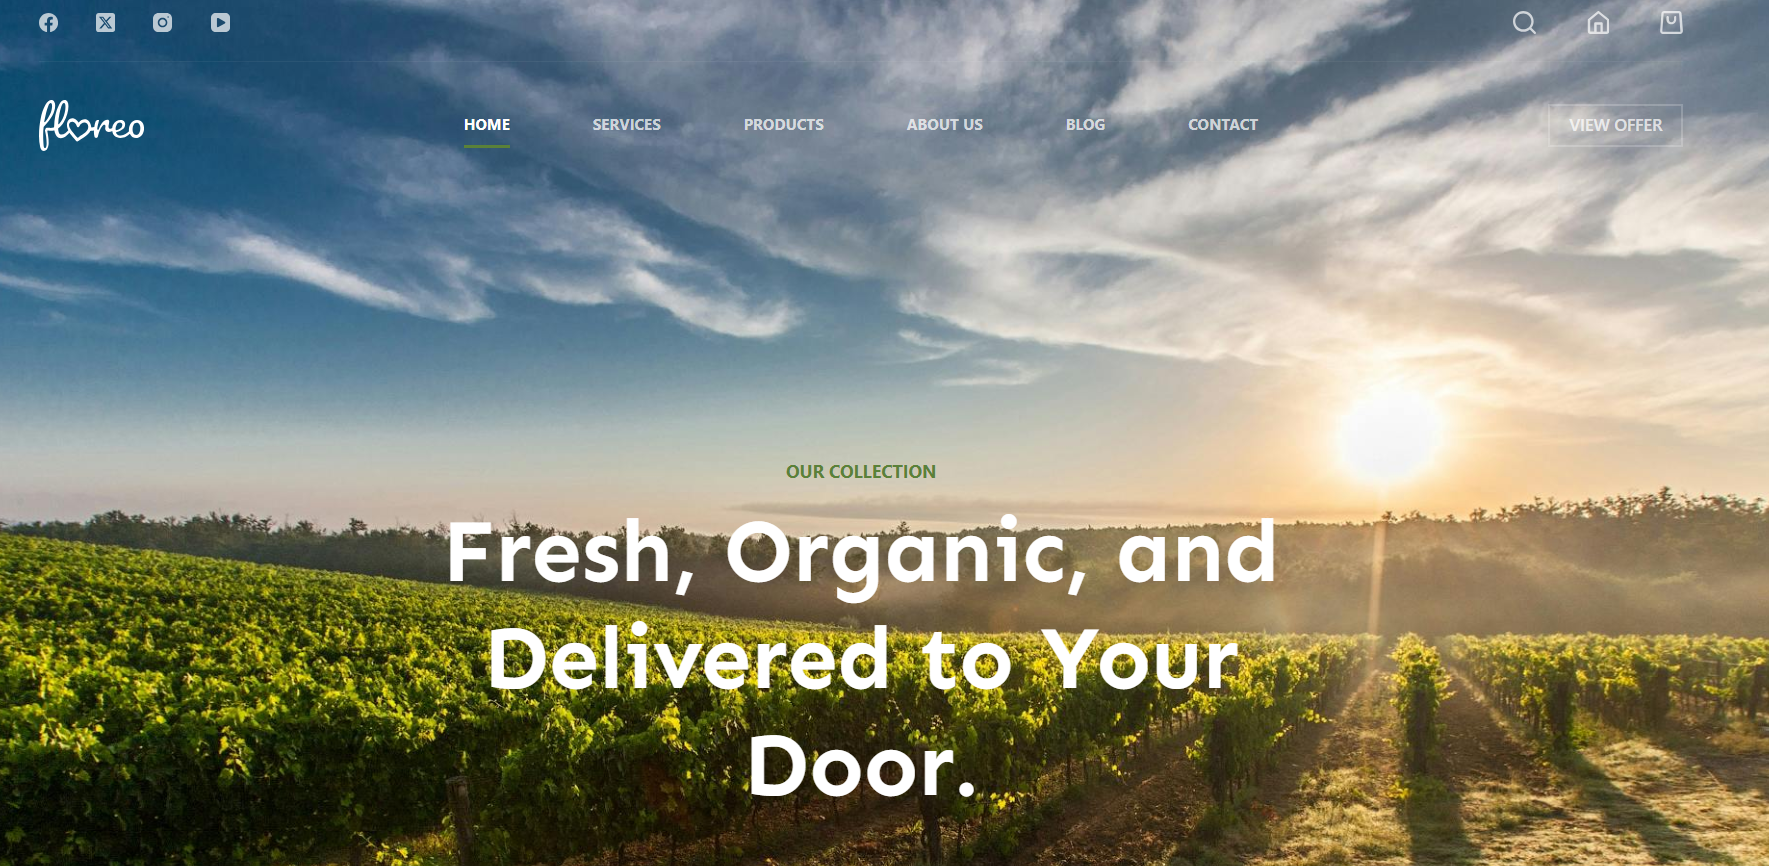 floreo
HOME SERVICES PRODUCTS ABOUT US BLOG CONTACT VIEW OFFER
OUR COLLECTION
Fresh, Organic, and
Delivered to Your
Door.